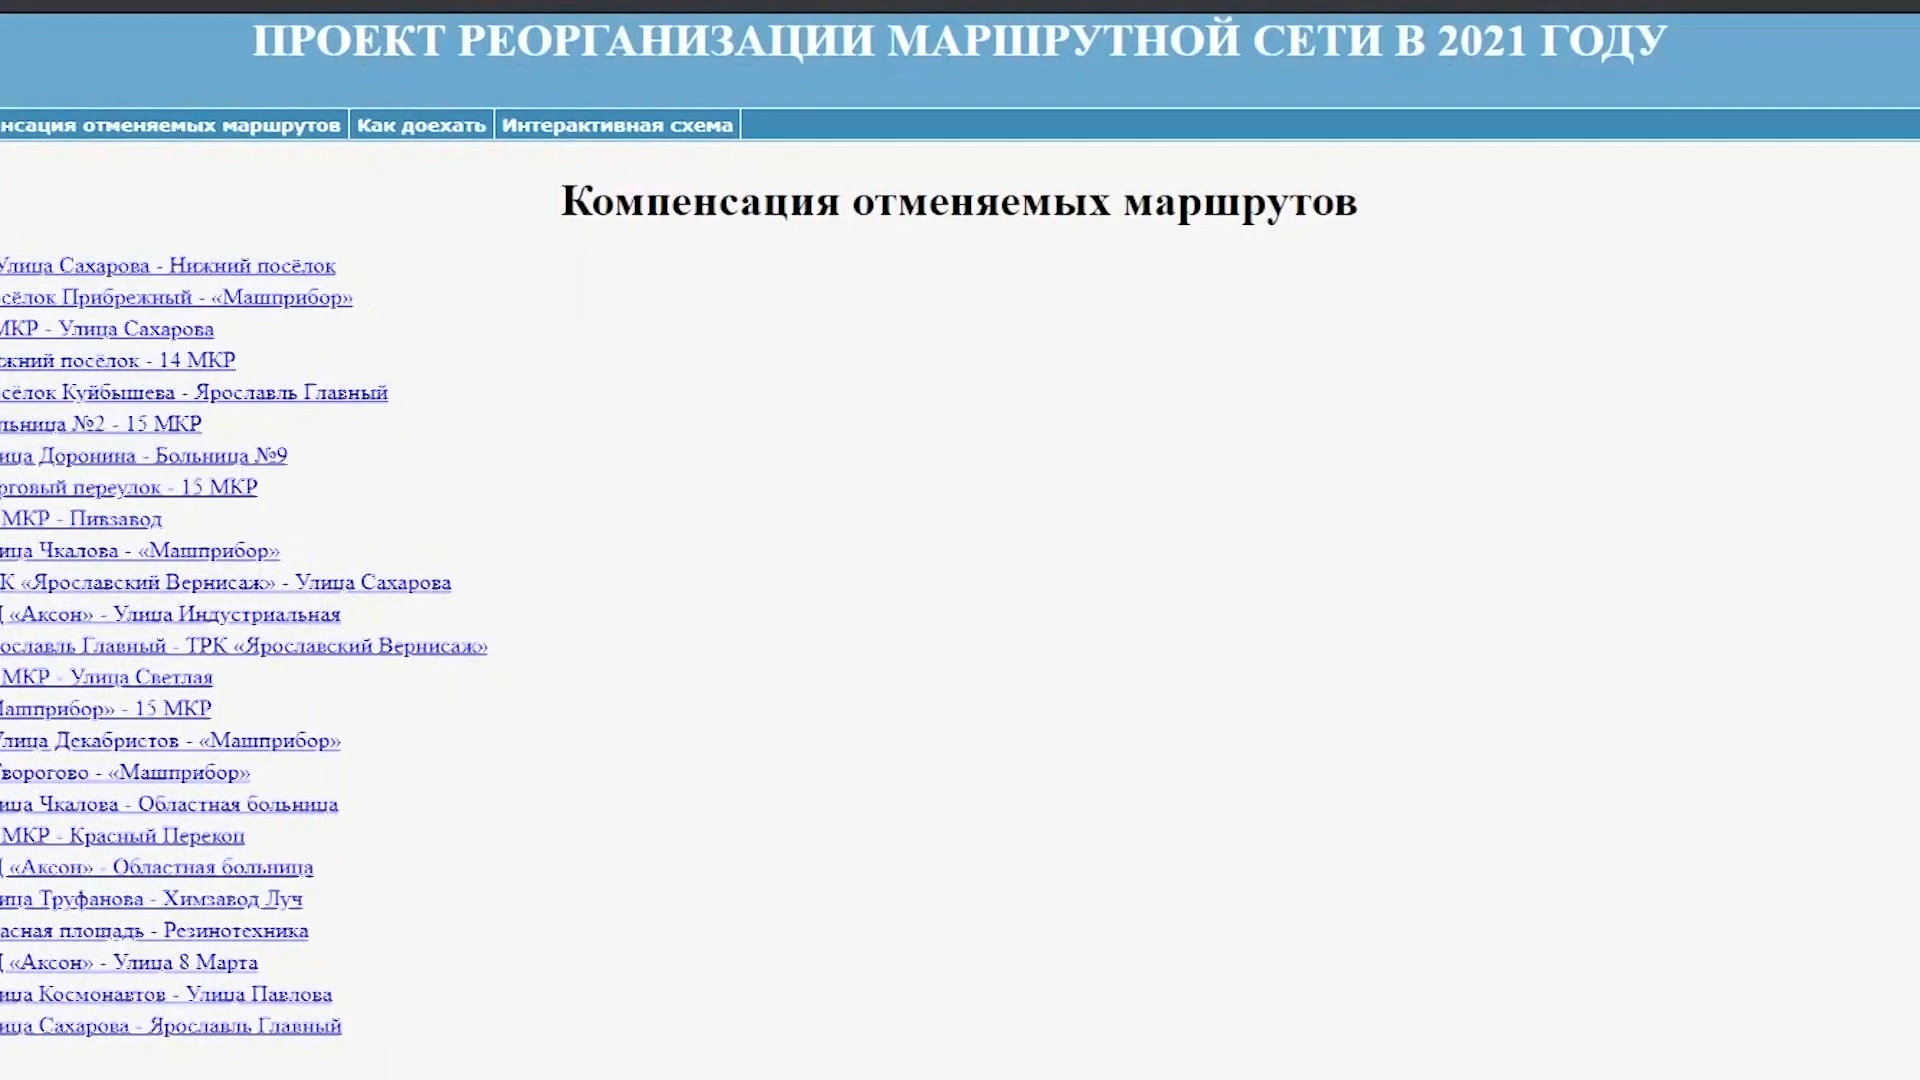 ПРОЕКТ РЕОРГАНИЗАЦИИ МАРШРУТНОЙ СЕТИ В 2021 ГОДУ
нсация отменяемых маршрутов Как доехать Интерактивная схема
Компенсация отменяемых маршрутов
Улица Сахарова - Нижний посёлок
сёлок Прибрежный - «Машприбор»
МКР - Улица Сахарова
жний посёлок - 14 МКР
сёлок Куйбышева - Ярославль Главный
льница №2 - 15 МКР
ица Доронина - Больница №9
рговый переулок - 15 МКР
МКР - Пивзавод
ица Чкалова - «Машприбор»
К «Ярославский Вернисаж» - Улица Сахарова
«Аксон» - Улица Индустриальная
ославль Главный - ТРК «Ярославский Вернисаж»
МКР - Улица Светлая
Машприбор» - 15 МКР
Улица Декабристов - «Машприбор»
Творогово - «Машприбор»
ица Чкалова - Областная больница
МКР - Красный Перекоп
«Аксон» - Областная больница
ица Труфанова - Химзавод Луч
асная площадь - Резинотехника
«Аксон» - Улица 8 Марта
ица Космонавтов - Улица Павлова
ица Сахарова - Ярославль Главный